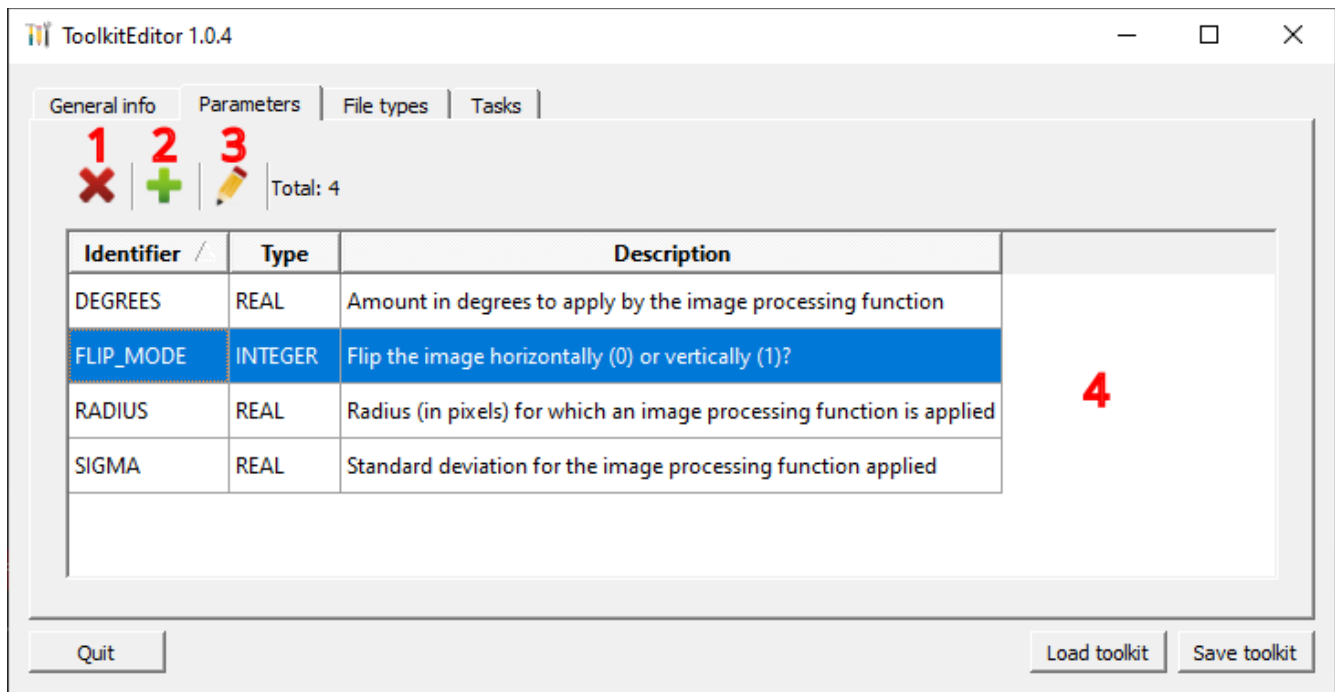 ToolkitEditor 1.0.4
General info Parameters File types Tasks
1 2 3
Total: 4
Identifier Type Description
DEGREES REAL Amount in degrees to apply by the image processing function
FLIP_MODE INTEGER Flip the image horizontally (0) or vertically (1)?
4
RADIUS REAL Radius (in pixels) for which an image processing function is applied
SIGMA REAL Standard deviation for the image processing function applied
Quit Load toolkit Save toolkit